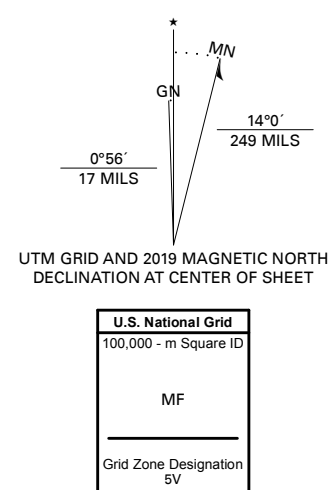 ★
MN
GN
14°0´
249 MILS
0°56´
17 MILS
UTM GRID AND 2019 MAGNETIC NORTH
DECLINATION AT CENTER OF SHEET
U.S. National Grid
100,000 - m Square ID
MF
Grid Zone Designation
5V